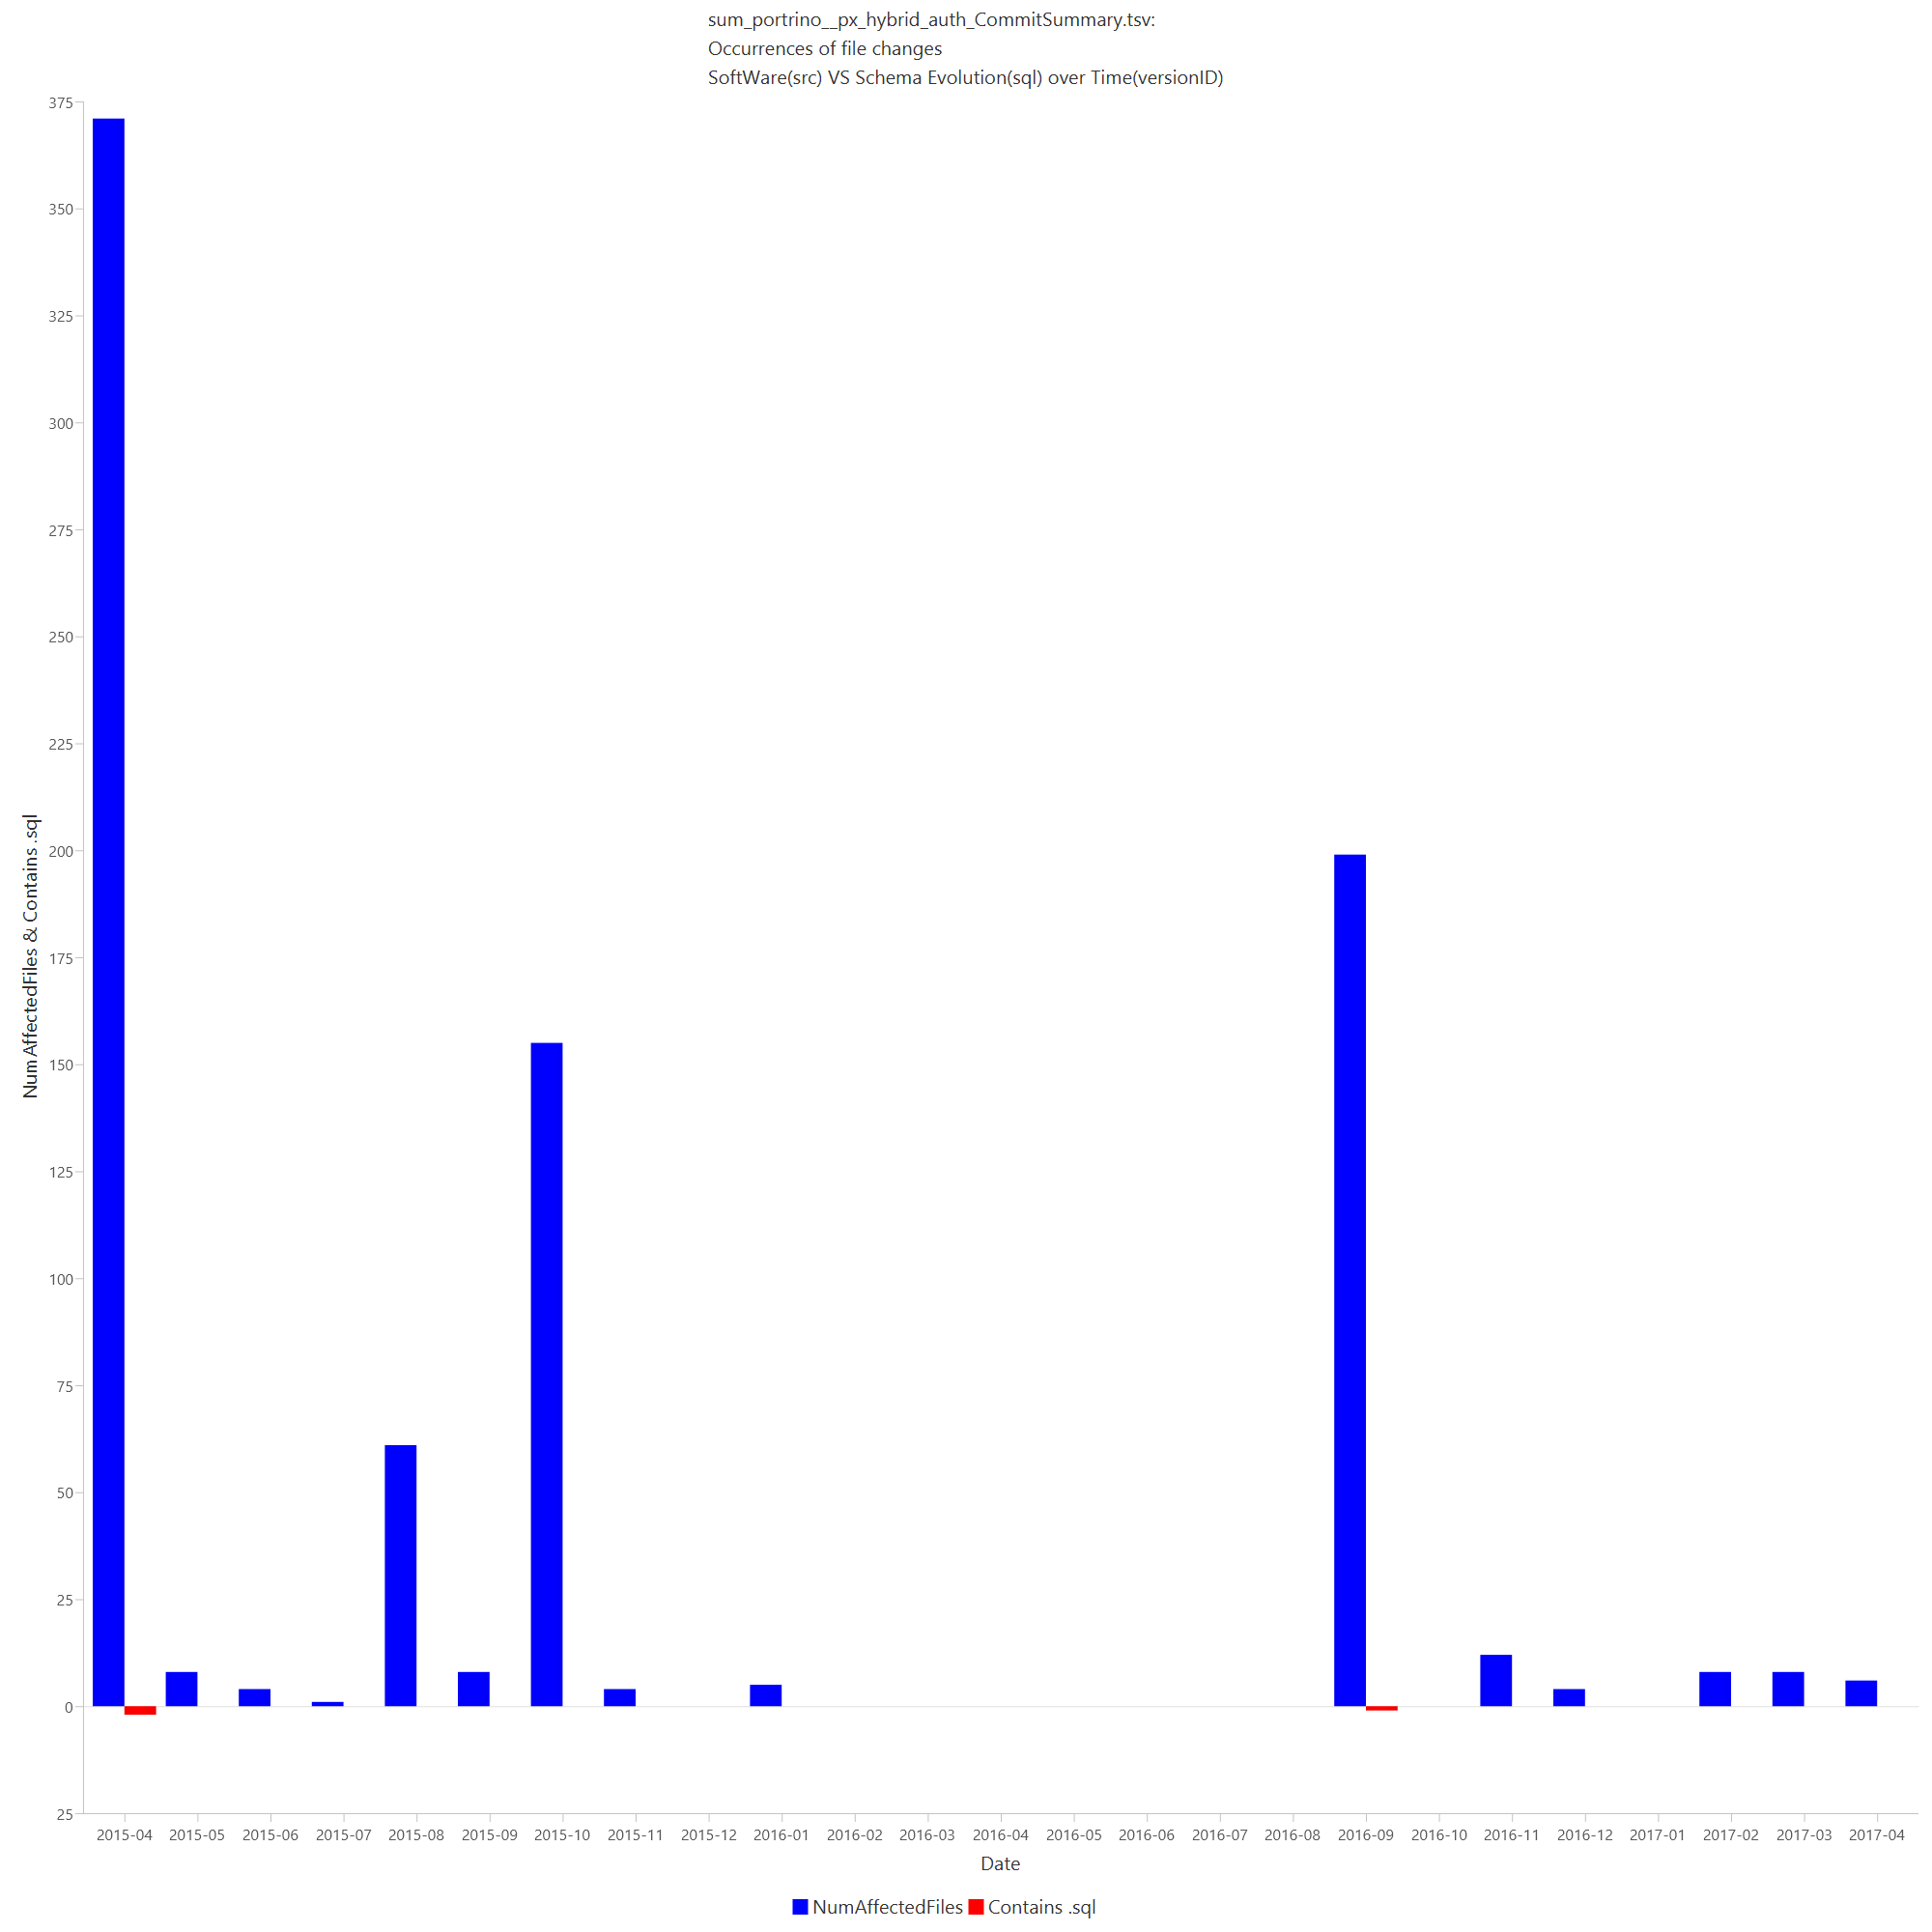 sum_portrino__px_hybrid_auth_CommitSummary.tsv:
Occurrences of file changes
SoftWare(src) VS Schema Evolution(sql) over Time(versionID)
375
350
325
300
275
250
225
200
175
150
125
100
75
50
25
0
25
NumAffectedFiles & Contains .sql
2015-04 2015-05 2015-06 2015-07 2015-08 2015-09 2015-10 2015-11 2015-12 2016-01 2016-02 2016-03 2016-04 2016-05 2016-06 2016-07 2016-08 2016-09 2016-10 2016-11 2016-12 2017-01 2017-02 2017-03 2017-04
Date
NumAffectedFiles Contains .sql